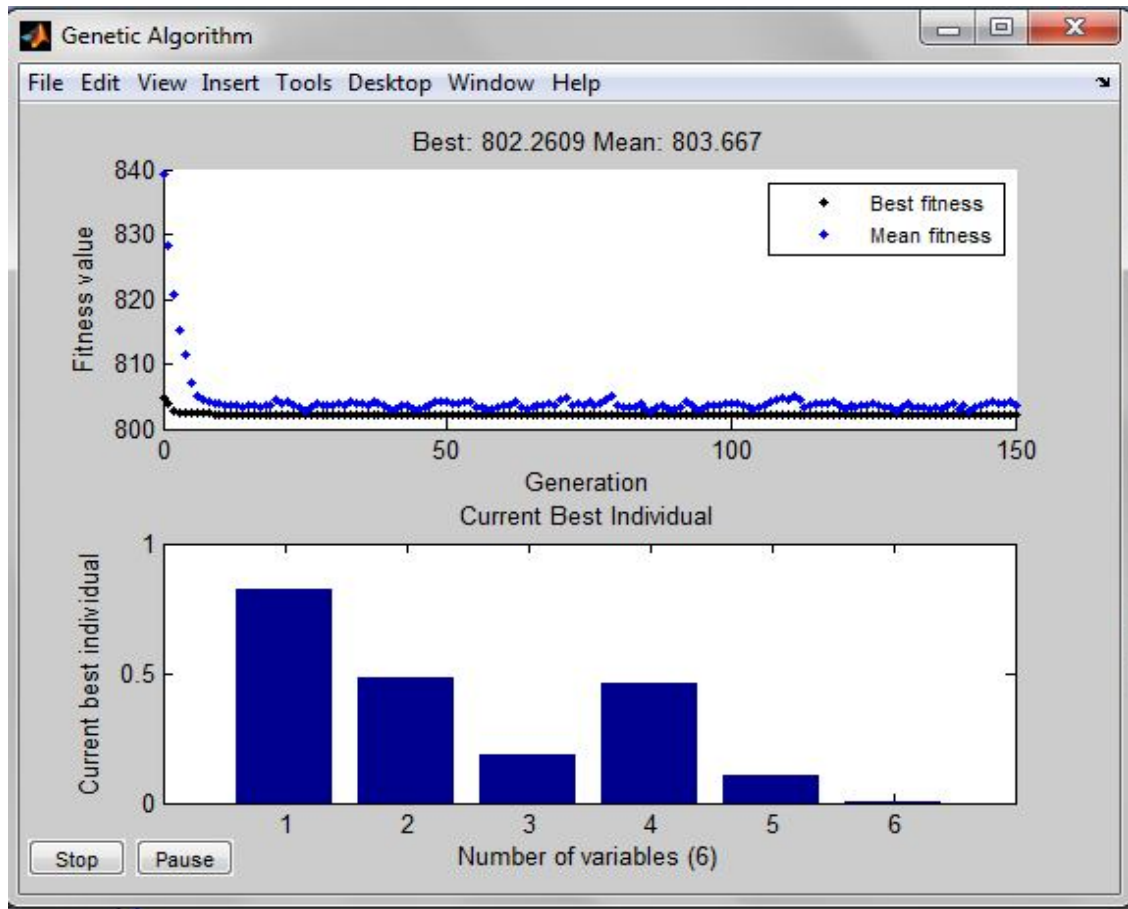 Genetic Algorithm
File Edit View Insert Tools Desktop Window Help
Best: 802.2609 Mean: 803.667
840
830
820
810
800
Fitness value
Best fitness
Mean fitness
0 50 100 150
Generation
Current Best Individual
1
0.5
0
Current best individual
1 2 3 4 5 6
Number of variables (6)
Stop Pause